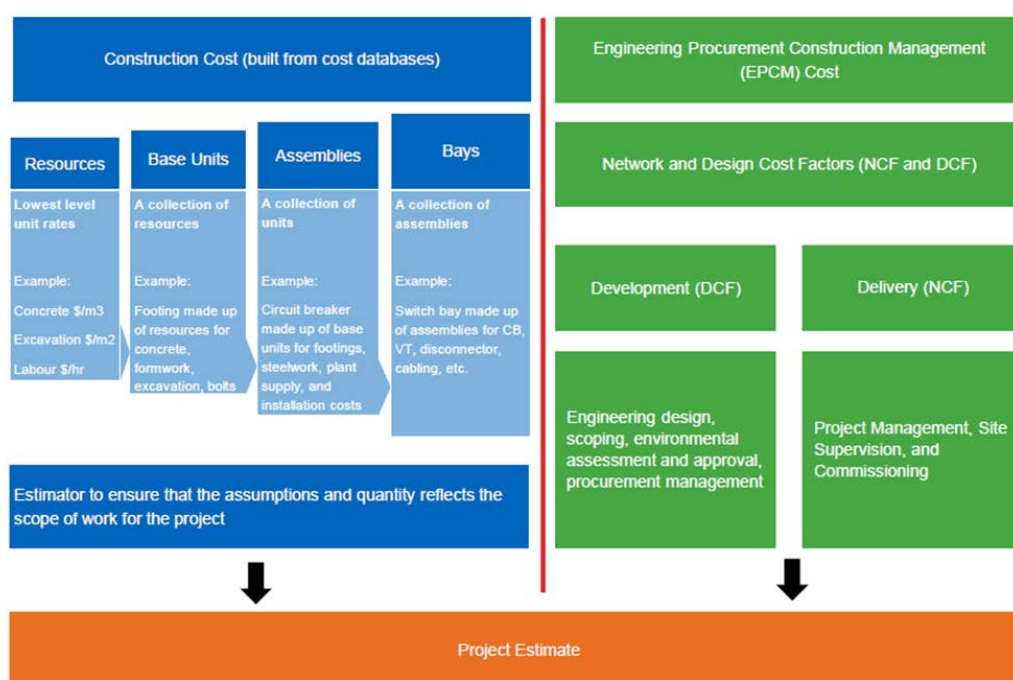 Construction Cost (built from cost databases)
Engineering Procurement Construction Management
(EPCM) Cost
Resources
Base Units
Assemblies
Bays
Network and Design Cost Factors (NCF and DCF)
Lowest level
unit rates
Example:
Concrete $/m3
Excavation $/m2
Labour $/hr
A collection of
resources
Example:
Footing made up
of resources for
concrete,
formwork,
excavation, bolts
A collection of
units
Example:
Circuit breaker
made up of base
units for footings,
steelwork, plant
supply, and
installation costs
A collection of
assemblies
Example:
Switch bay made up
of assemblies for CB,
VT, disconnector,
cabling, etc.
Development (DCF)
Delivery (NCF)
Engineering design,
scoping, environmental
assessment and approval,
procurement management
Project Management, Site
Supervision, and
Commissioning
Estimator to ensure that the assumptions and quantity reflects the
scope of work for the project
Project Estimate